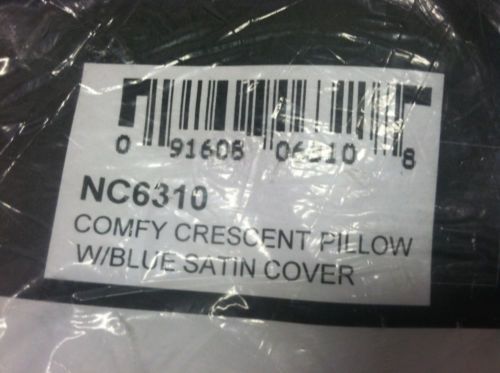 0 91608 06310 8
NC6310
COMFY CRESCENT PILLOW
W/BLUE SATIN COVER